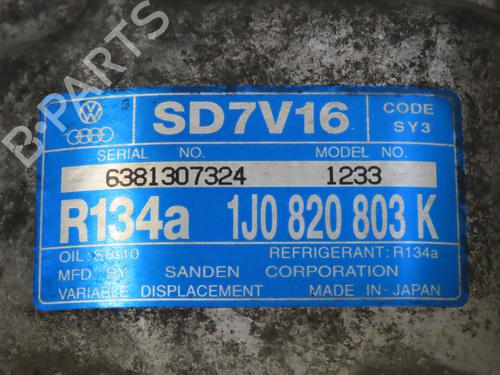 B-PARTS
SD7V16
CODE
SY3
SERIAL NO. MODEL NO.
6381307324 1233
R134a 1J0 820 803 K
OIL: SP10 REFRIGERANT: R134a
MFD. BY SANDEN CORPORATION
VARIABLE DISPLACEMENT MADE IN JAPAN